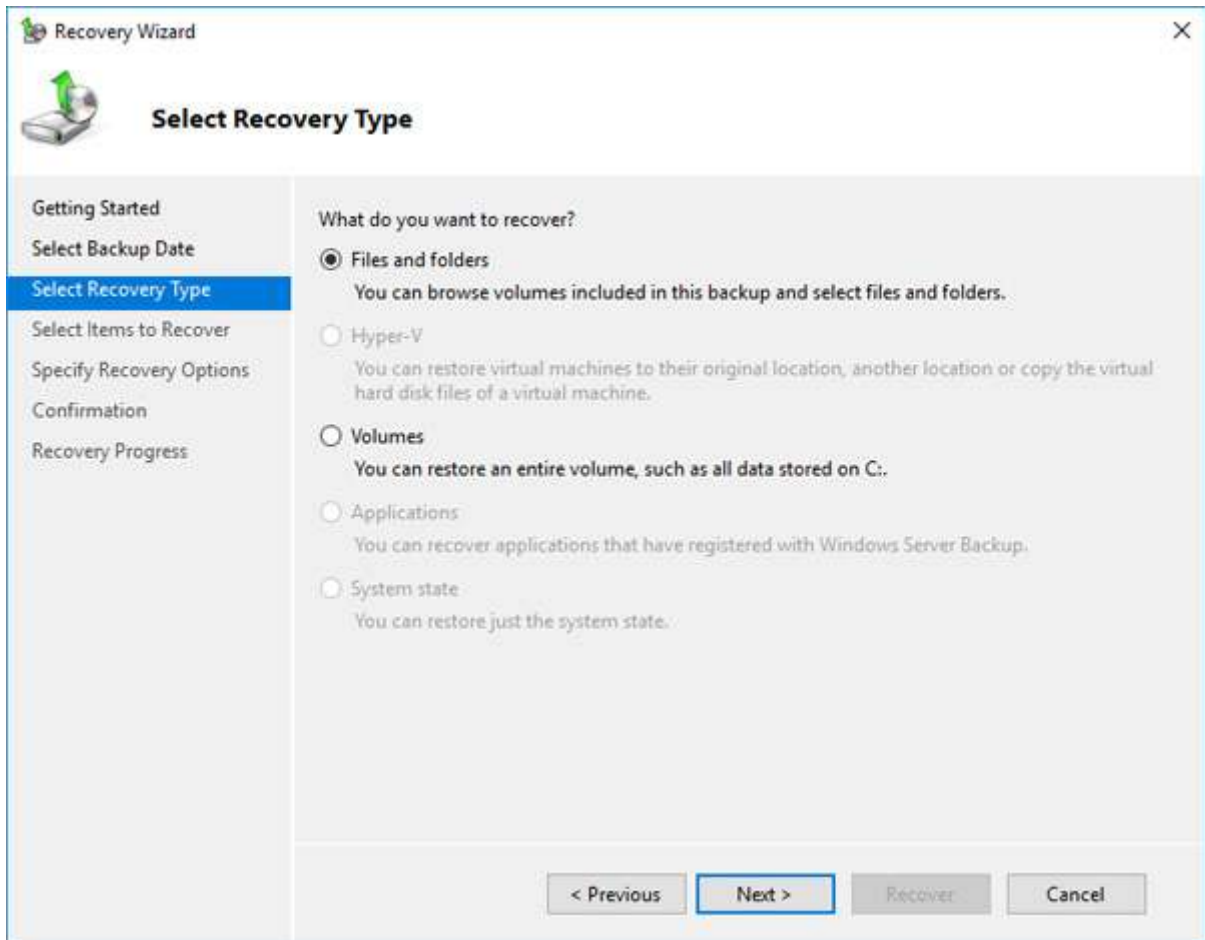 Recovery Wizard
Select Recovery Type
Getting Started
Select Backup Date
Select Recovery Type
Select Items to Recover
Specify Recovery Options
Confirmation
Recovery Progress
What do you want to recover?
Files and folders
You can browse volumes included in this backup and select files and folders.
Hyper-V
You can restore virtual machines to their original location, another location or copy the virtual
hard disk files of a virtual machine.
Volumes
You can restore an entire volume, such as all data stored on C:.
Applications
You can recover applications that have registered with Windows Server Backup.
System state
You can restore just the system state.
< Previous
Next >
Recover
Cancel